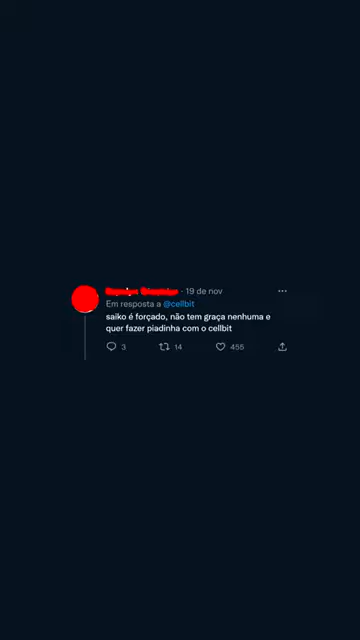 · 19 de nov
Em resposta a @cellbit
saiko é forçado, não tem graça nenhuma e
quer fazer piadinha com o cellbit
3 14 455